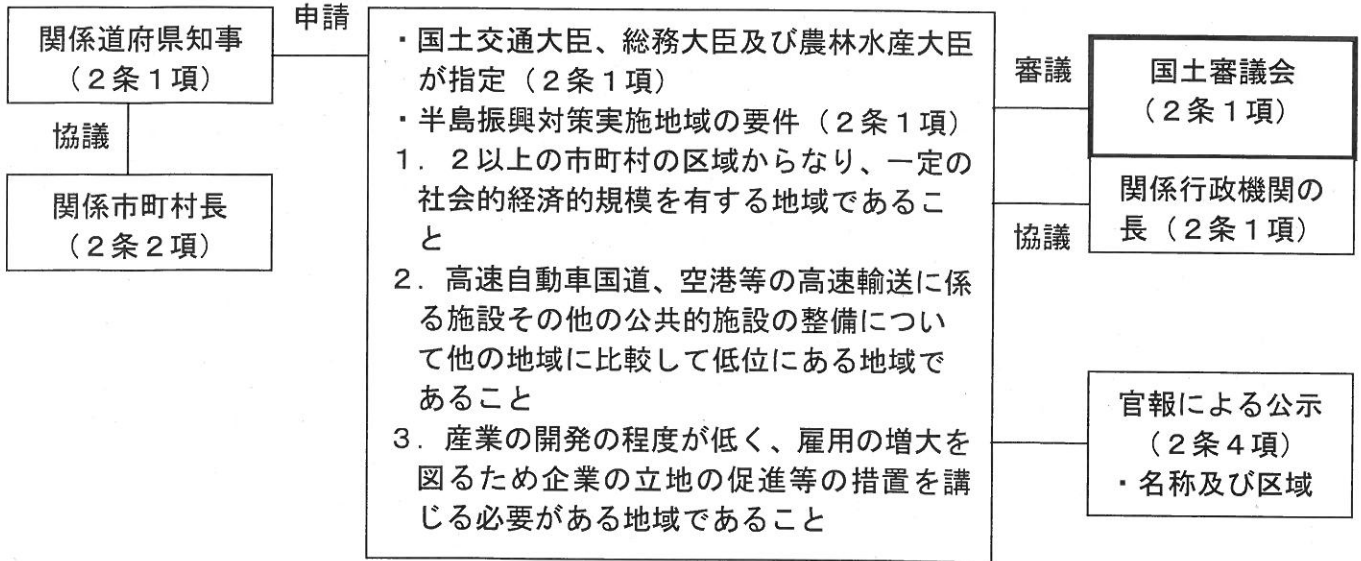 関係道府県知事
（２条１項）
申請
協議
関係市町村長
（２条２項）
・国土交通大臣、総務大臣及び農林水産大臣
が指定（２条１項）
・半島振興対策実施地域の要件（２条１項）
１．２以上の市町村の区域からなり、一定の
社会的経済的規模を有する地域であるこ
と
２．高速自動車国道、空港等の高速輸送に係
る施設その他の公共的施設の整備につい
て他の地域に比較して低位にある地域で
あること
３．産業の開発の程度が低く、雇用の増大を
図るため企業の立地の促進等の措置を講
じる必要がある地域であること
審議
国土審議会
（２条１項）
協議
関係行政機関の
長（２条１項）
官報による公示
（２条４項）
・名称及び区域